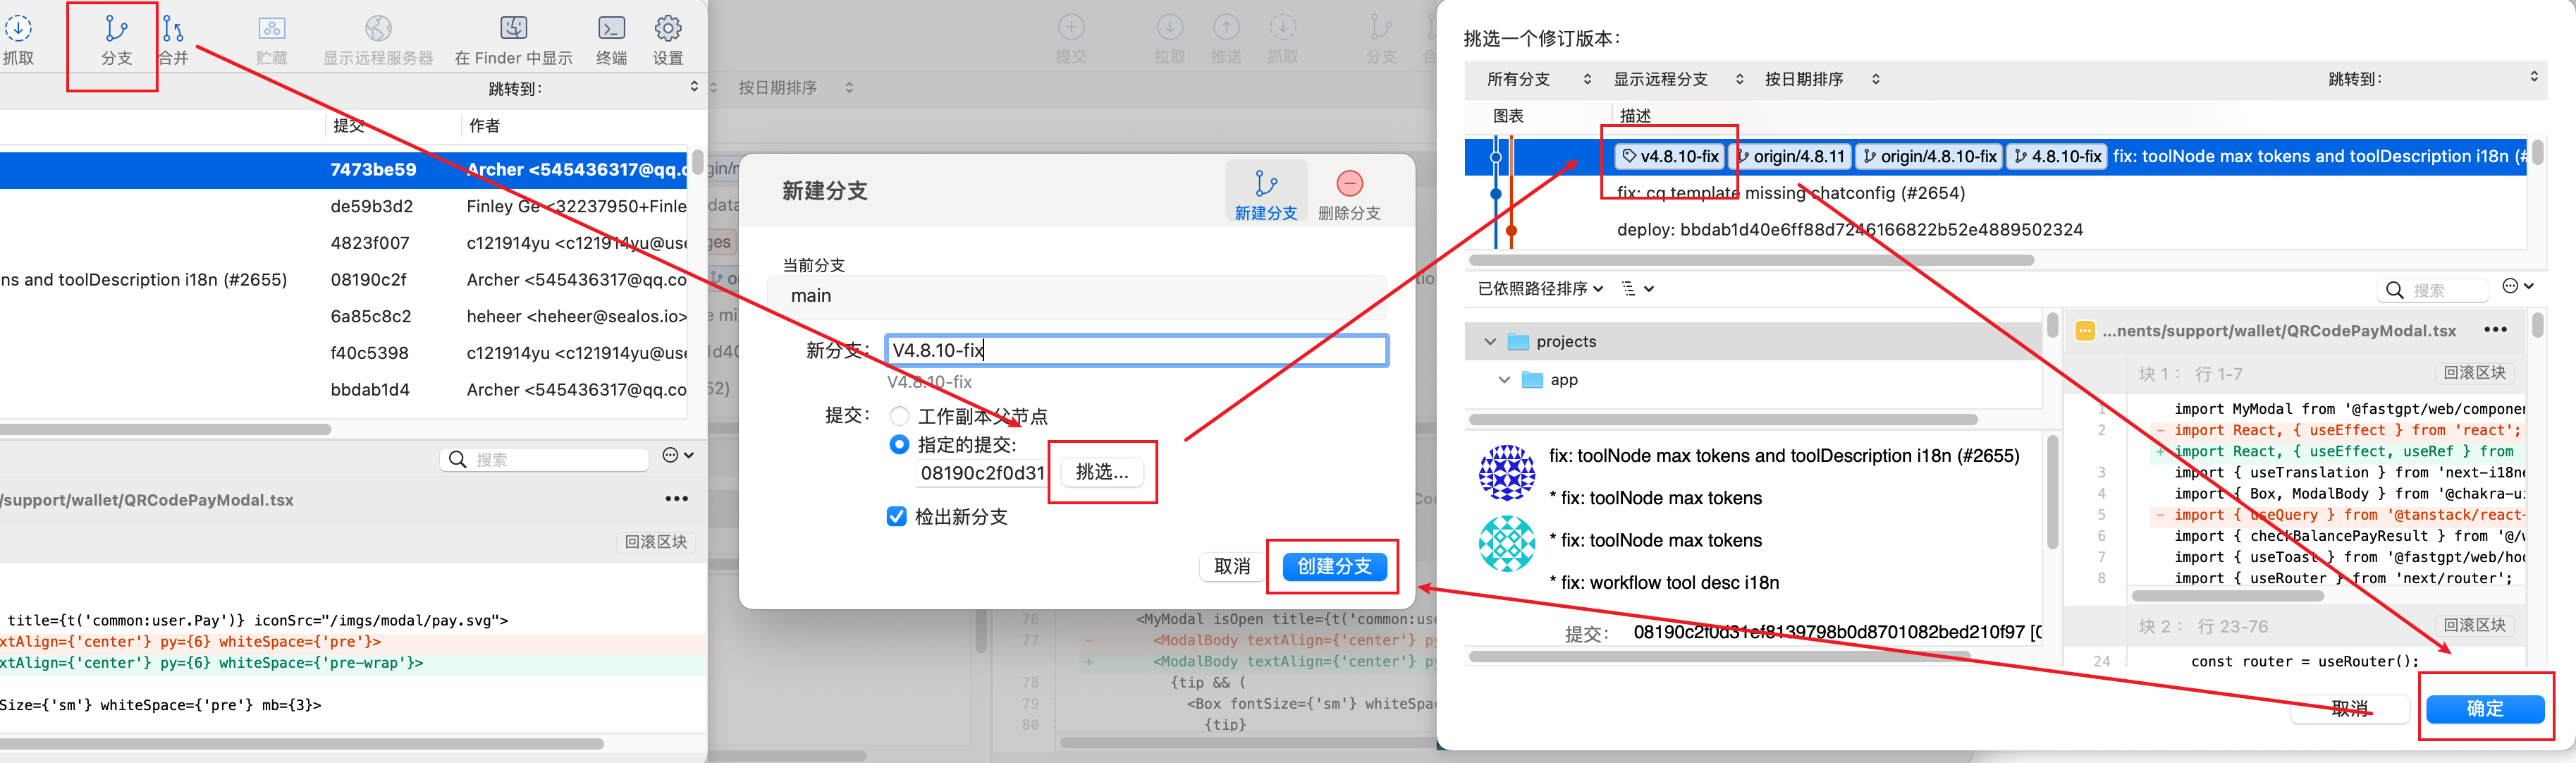 抓取
分支
合并
贮藏
显示远程服务器
在 Finder 中显示
终端
设置
跳转到:
提交
作者
7473be59
Archer <545436317@qq.c
de59b3d2
Finley Ge <32237950+Finle
4823f007
c121914yu <c121914yu@use
ns and toolDescription i18n (#2655)
08190c2f
Archer <545436317@qq.co
6a85c8c2
heheer <heheer@sealos.io>
f40c5398
c121914yu <c121914yu@use
bbdab1d4
Archer <545436317@qq.co
搜索
/support/wallet/QRCodePayModal.tsx
回滚区块
title={t('common:user.Pay')} iconSrc="/imgs/modal/pay.svg">
xtAlign={'center'} py={6} whiteSpace={'pre'}>
xtAlign={'center'} py={6} whiteSpace={'pre-wrap'}>
Size={'sm'} whiteSpace={'pre'} mb={3}>
提交
拉取
推送
抓取
分支
按日期排序
新建分支
新建分支
删除分支
当前分支
main
新分支:
V4.8.10-fix
V4.8.10-fix
提交:
工作副本父节点
指定的提交:
08190c2f0d31
挑选...
检出新分支
取消
创建分支
76 <MyModal isOpen title={t('common:us
77 - <ModalBody textAlign={'center'} p
+ <ModalBody textAlign={'center'} p
78 {tip && (
79 <Box fontSize={'sm'} whiteSpa
80 {tip}
挑选一个修订版本:
所有分支
显示远程分支
按日期排序
跳转到:
图表
描述
v4.8.10-fix
origin/4.8.11
origin/4.8.10-fix
4.8.10-fix
fix: toolNode max tokens and toolDescription i18n (#
fix: cq template missing chatconfig (#2654)
deploy: bbdab1d40e6ff88d7246166822b52e4889502324
已依照路径排序
搜索
projects
app
fix: toolNode max tokens and toolDescription i18n (#2655)
* fix: toolNode max tokens
* fix: toolNode max tokens
* fix: workflow tool desc i18n
提交: 08190c2f0d31ef8139798b0d8701082bed210f97 [0
...nents/support/wallet/QRCodePayModal.tsx
块 1: 行 1-7
回滚区块
1 import MyModal from '@fastgpt/web/componen
2 - import React, { useEffect } from 'react';
+ import React, { useEffect, useRef } from
3 import { useTranslation } from 'next-i18ne
4 import { Box, ModalBody } from '@chakra-ui
5 - import { useQuery } from '@tanstack/react-
6 import { checkBalancePayResult } from '@/w
7 import { useToast } from '@fastgpt/web/hoo
8 import { useRouter } from 'next/router';
块 2: 行 23-76
回滚区块
24 const router = useRouter();
取消
确定